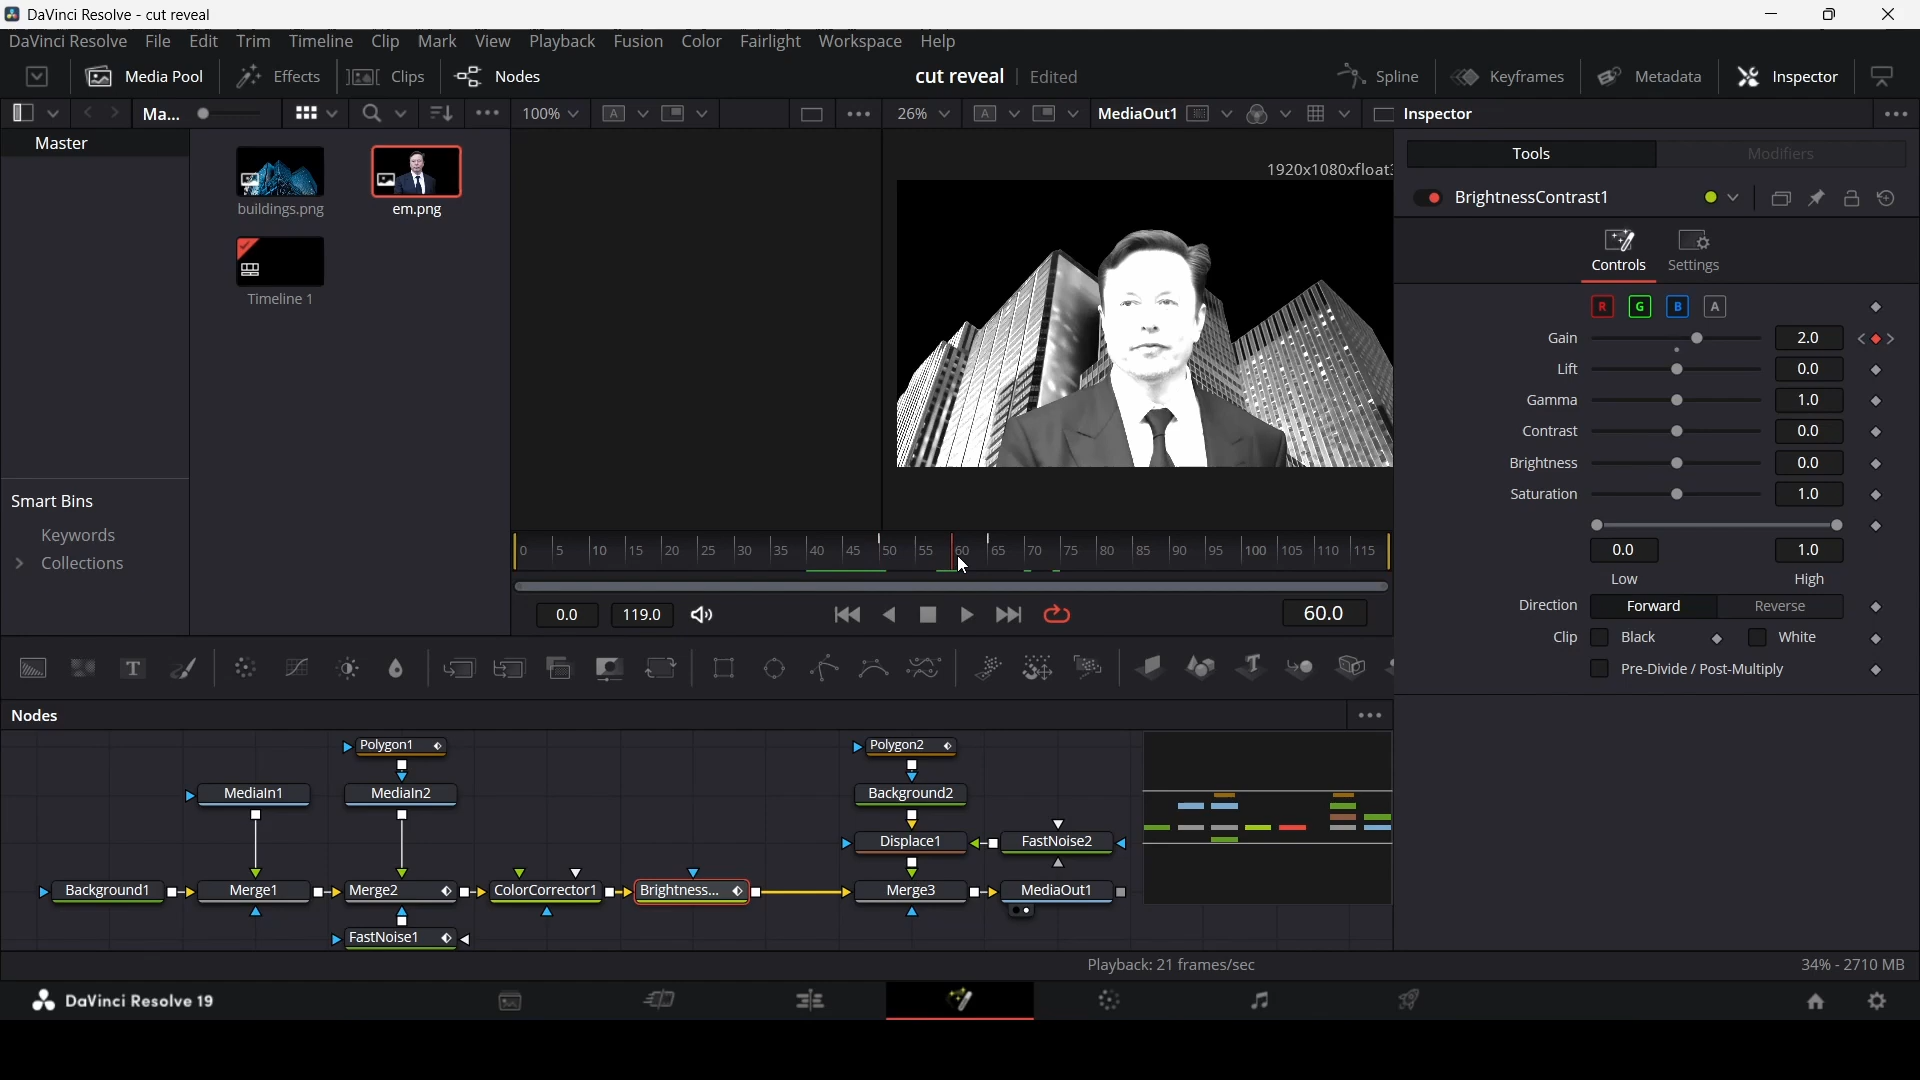 DaVinci Resolve - cut reveal
DaVinci Resolve File Edit Trim Timeline Clip Mark View Playback Fusion Color Fairlight Workspace Help
Media Pool Effects Clips Nodes cut reveal Edited Spline Keyframes Metadata Inspector
Ma... 100% 26% MediaOut1 Inspector
Master
buildings.png
em.png
Timeline 1
Smart Bins
Keywords
Collections
1920x1080xfloat3
0 5 10 15 20 25 30 35 40 45 50 55 60 65 70 75 80 85 90 95 100 105 110 115
0.0 119.0 60.0
Tools Modifiers
BrightnessContrast1
Controls Settings
R G B A
Gain 2.0
Lift 0.0
Gamma 1.0
Contrast 0.0
Brightness 0.0
Saturation 1.0
0.0 1.0
Low High
Direction Forward Reverse
Clip Black White
Pre-Divide / Post-Multiply
Nodes
Polygon1 Polygon2
MediaIn1 MediaIn2 Background2
Displace1 FastNoise2
Background1 Merge1 Merge2 ColorCorrector1 Brightness... Merge3 MediaOut1
FastNoise1
Playback: 21 frames/sec 34% - 2710 MB
DaVinci Resolve 19